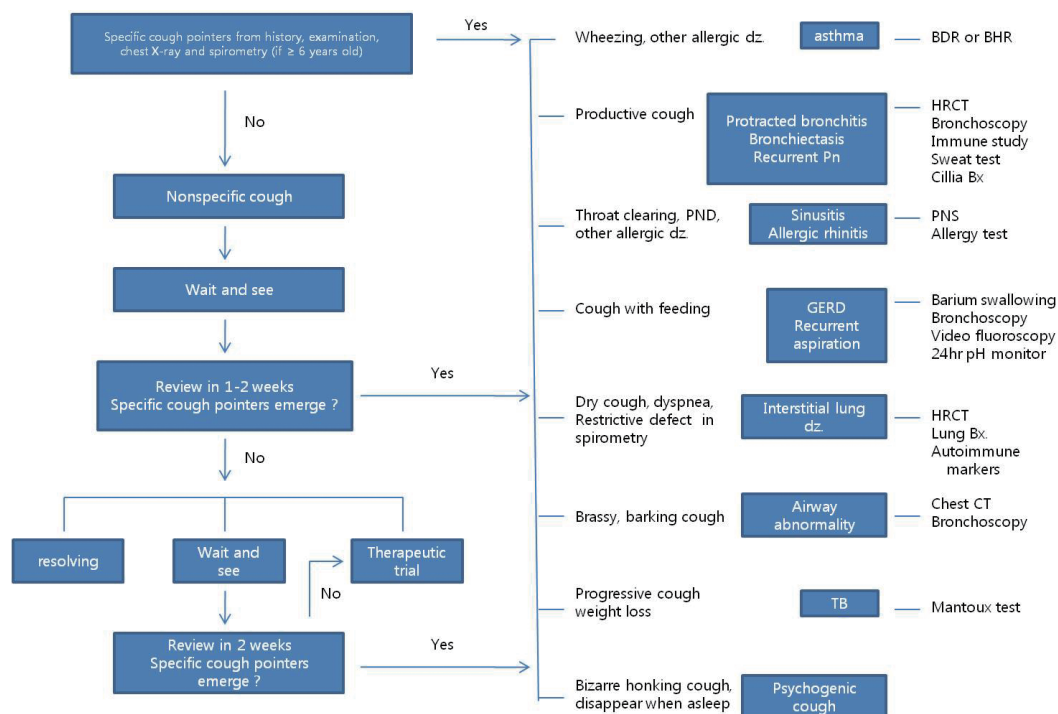 Specific cough pointers from history, examination,
chest X-ray and spirometry (if ≥ 6 years old)
Yes
No
Nonspecific cough
Wait and see
Review in 1-2 weeks
Specific cough pointers emerge ?
Yes
No
resolving
Wait and
see
Therapeutic
trial
No
Review in 2 weeks
Specific cough pointers
emerge ?
Yes
Wheezing, other allergic dz.
asthma
BDR or BHR
Productive cough
Protracted bronchitis
Bronchiectasis
Recurrent Pn
HRCT
Bronchoscopy
Immune study
Sweat test
Cillia Bx
Throat clearing, PND,
other allergic dz.
Sinusitis
Allergic rhinitis
PNS
Allergy test
Cough with feeding
GERD
Recurrent
aspiration
Barium swallowing
Bronchoscopy
Video fluoroscopy
24hr pH monitor
Dry cough, dyspnea,
Restrictive defect in
spirometry
Interstitial lung
dz.
HRCT
Lung Bx.
Autoimmune
markers
Brassy, barking cough
Airway
abnormality
Chest CT
Bronchoscopy
Progressive cough
weight loss
TB
Mantoux test
Bizarre honking cough,
disappear when asleep
Psychogenic
cough